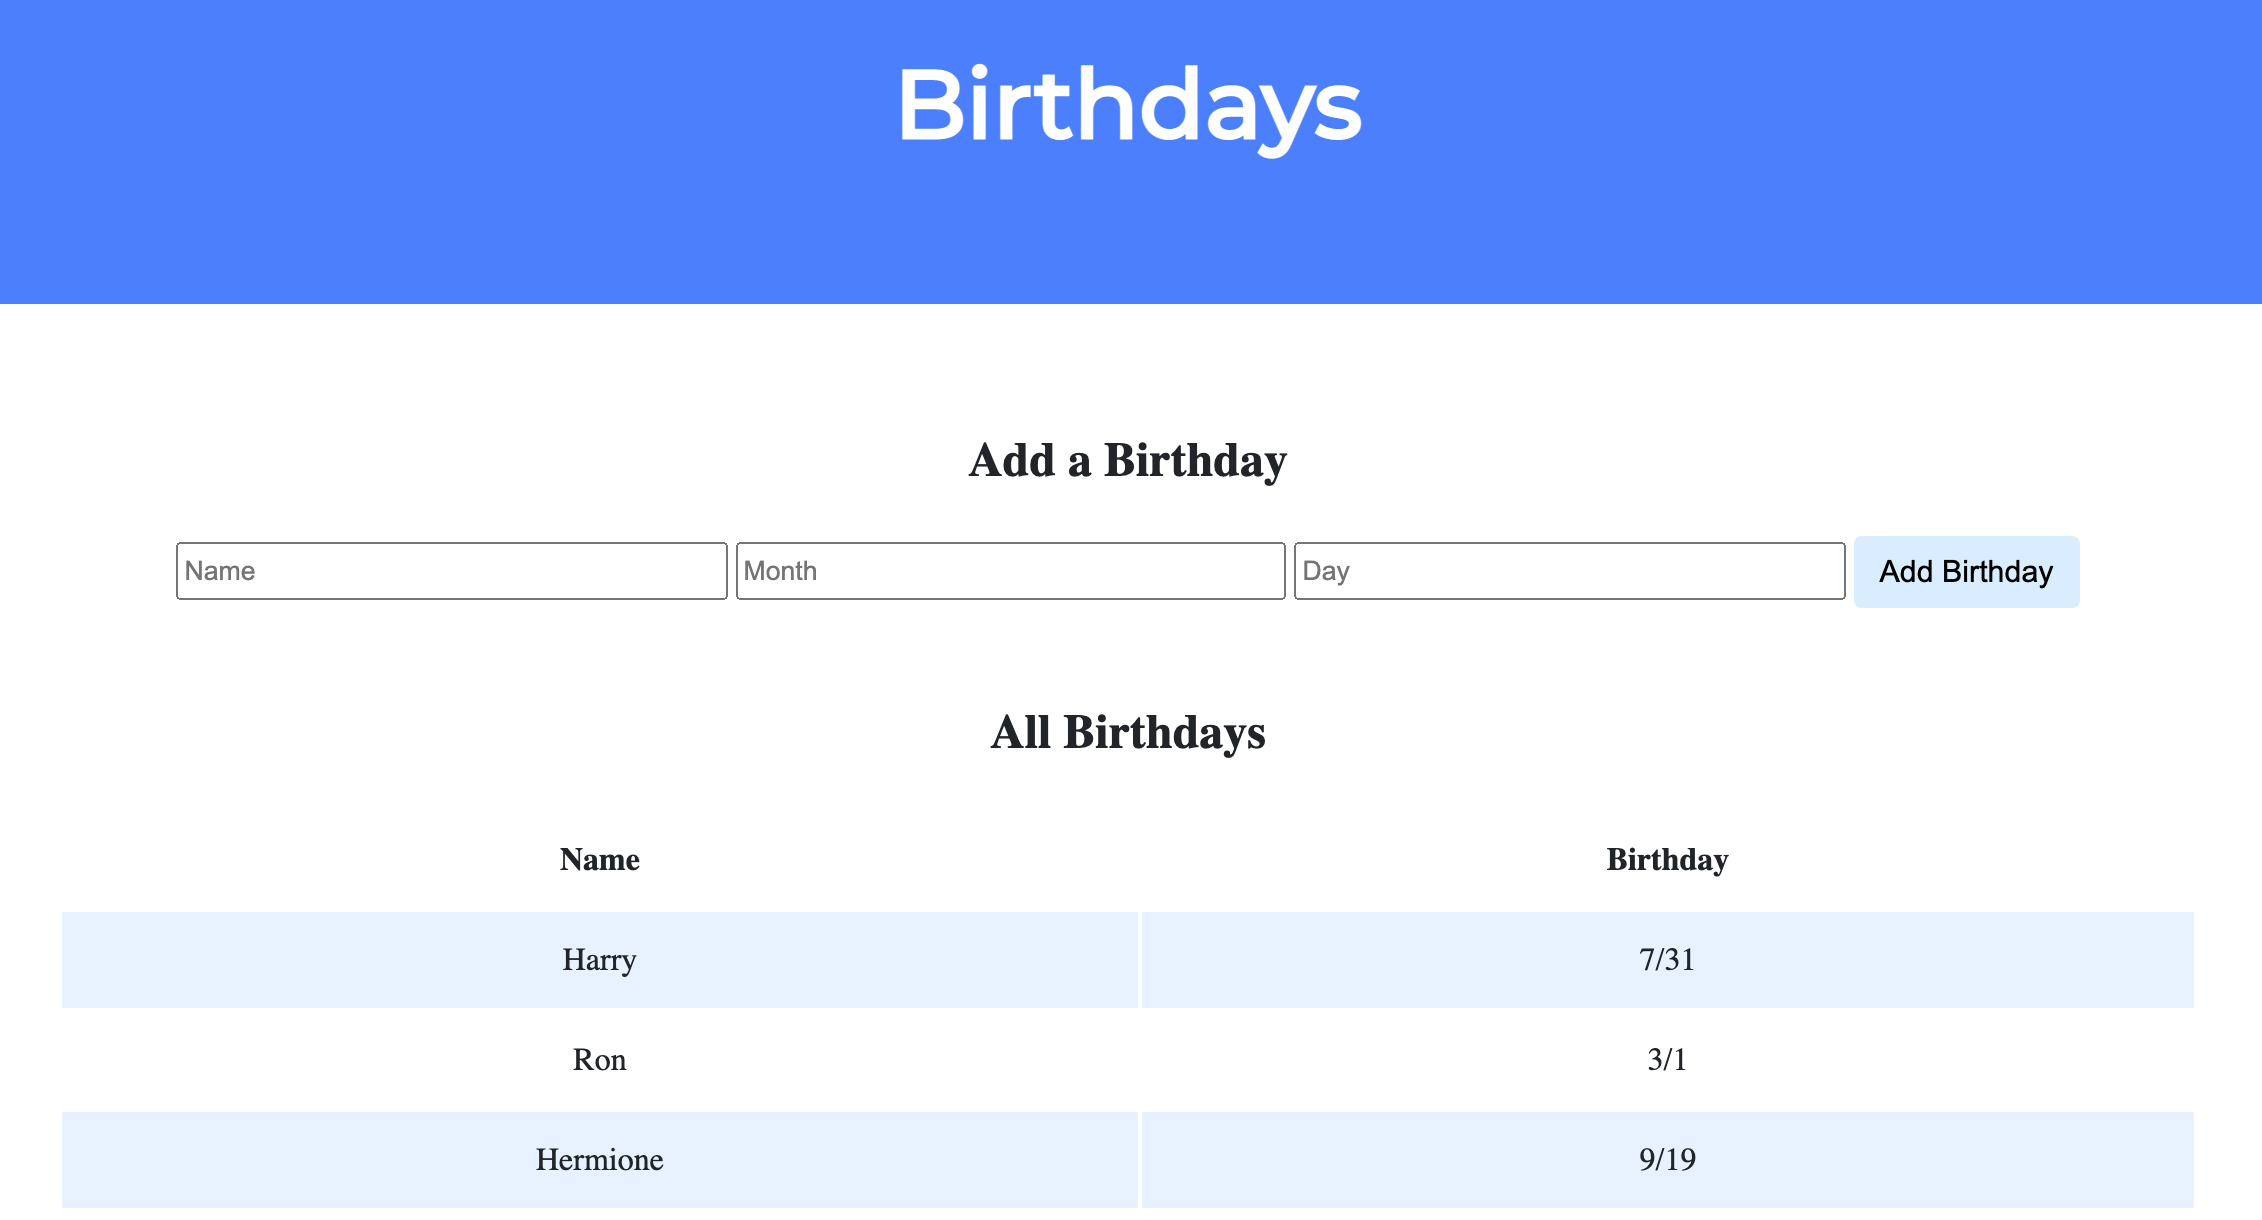 Birthdays
Add a Birthday
Name Month Day Add Birthday
All Birthdays
Name Birthday
Harry 7/31
Ron 3/1
Hermione 9/19